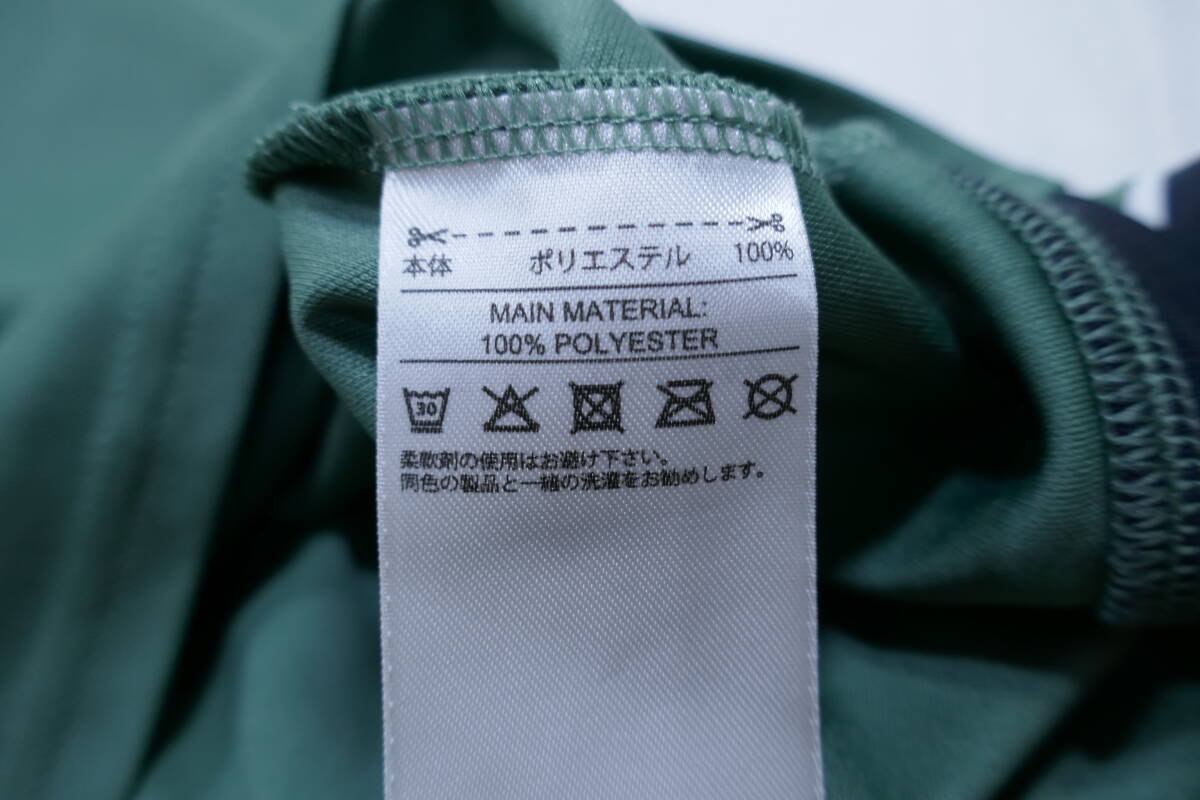 本体 ポリエステル 100%
MAIN MATERIAL:
100% POLYESTER
30
柔軟剤の使用はお避け下さい。
同色の製品と一緒の洗濯をお勧めします。